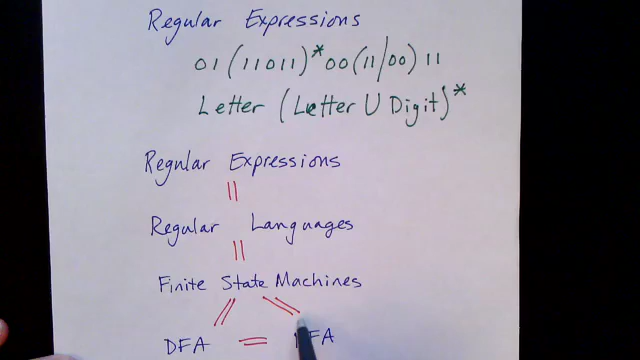 Regular Expressions
01(11011)*00(11/00)11
Letter (Letter U Digit)*
Regular Expressions
||
Regular Languages
||
Finite State Machines
// \\
DFA =